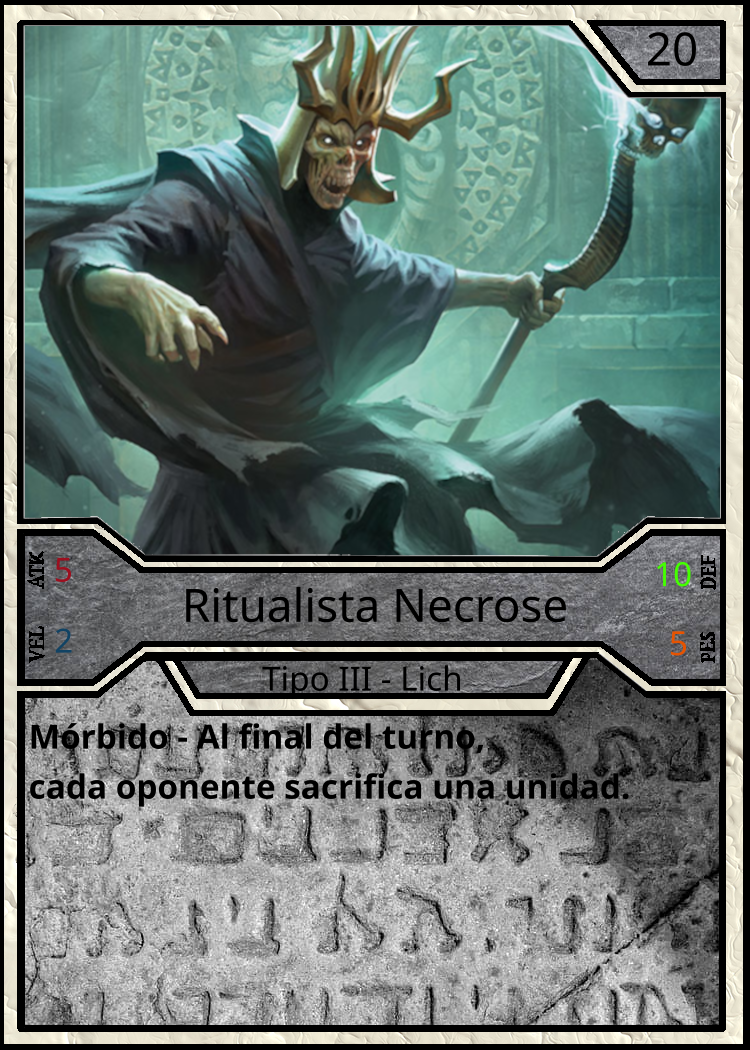 20
ATK 5
10 DEF
Ritualista Necrose
VEL 2
5 PES
Tipo III - Lich
Mórbido - Al final del turno,
cada oponente sacrifica una unidad.